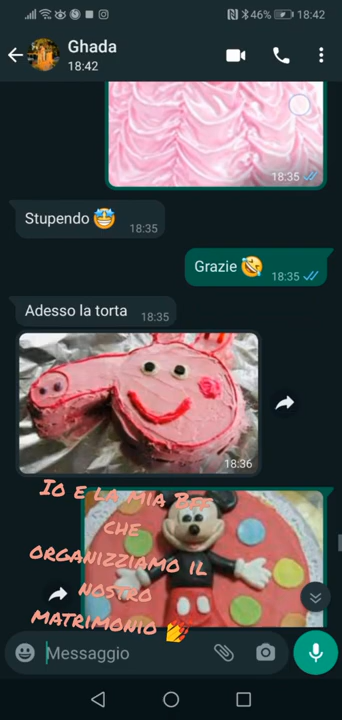 46% 18:42
Ghada
18:42
18:35
Stupendo 🤩 18:35
Grazie 🤣 18:35
Adesso la torta 18:35
18:36
Io e la mia Bff
che
organizziamo il
nostro
matrimonio 💅
Messaggio